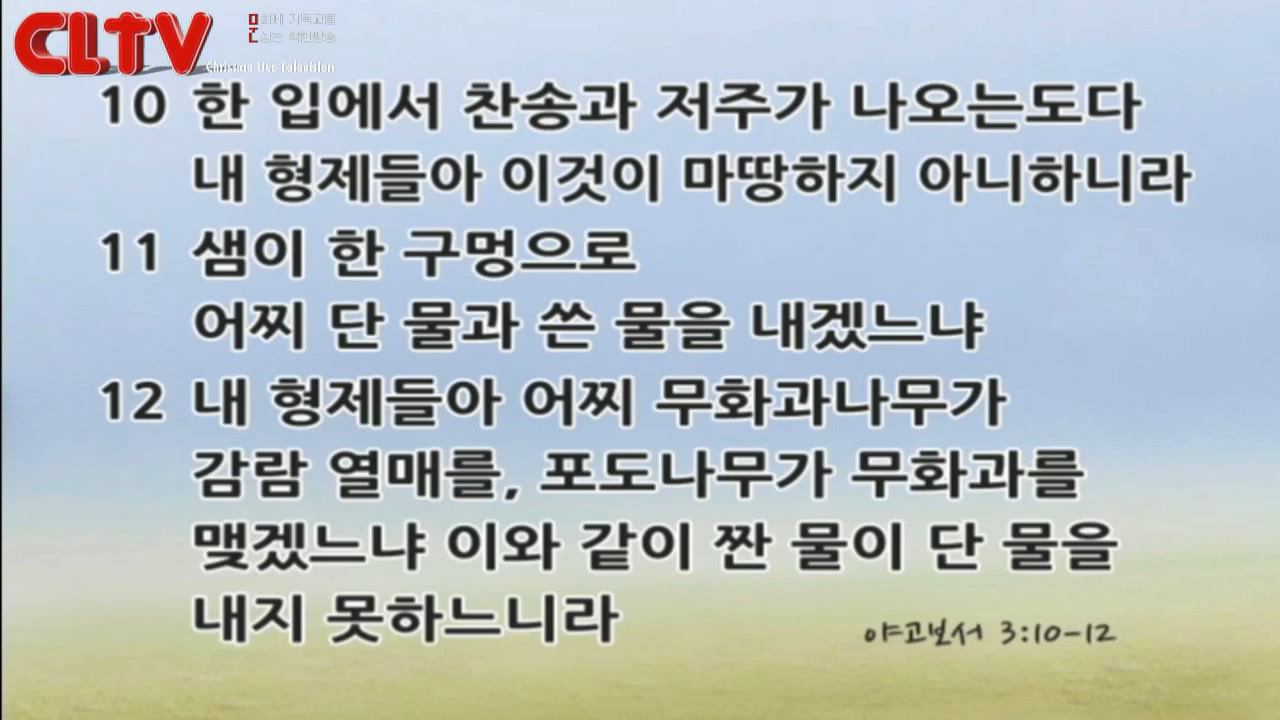 CLTV
Christian Live Television
10 한 입에서 찬송과 저주가 나오는도다
내 형제들아 이것이 마땅하지 아니하니라
11 샘이 한 구멍으로
어찌 단 물과 쓴 물을 내겠느냐
12 내 형제들아 어찌 무화과나무가
감람 열매를, 포도나무가 무화과를
맺겠느냐 이와 같이 짠 물이 단 물을
내지 못하느니라
야고보서 3:10-12